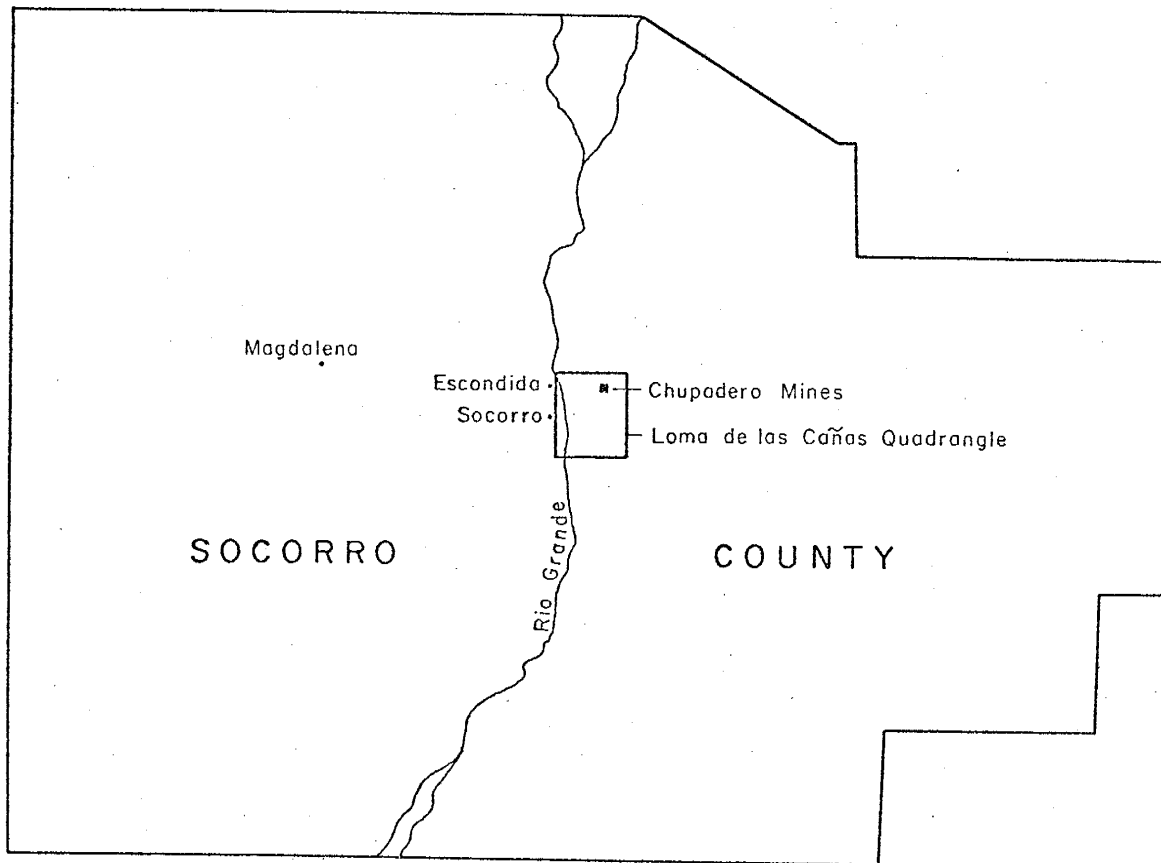 Magdalena
Escondida
Chupadero Mines
Socorro
Loma de las Cañas Quadrangle
Rio Grande
SOCORRO COUNTY